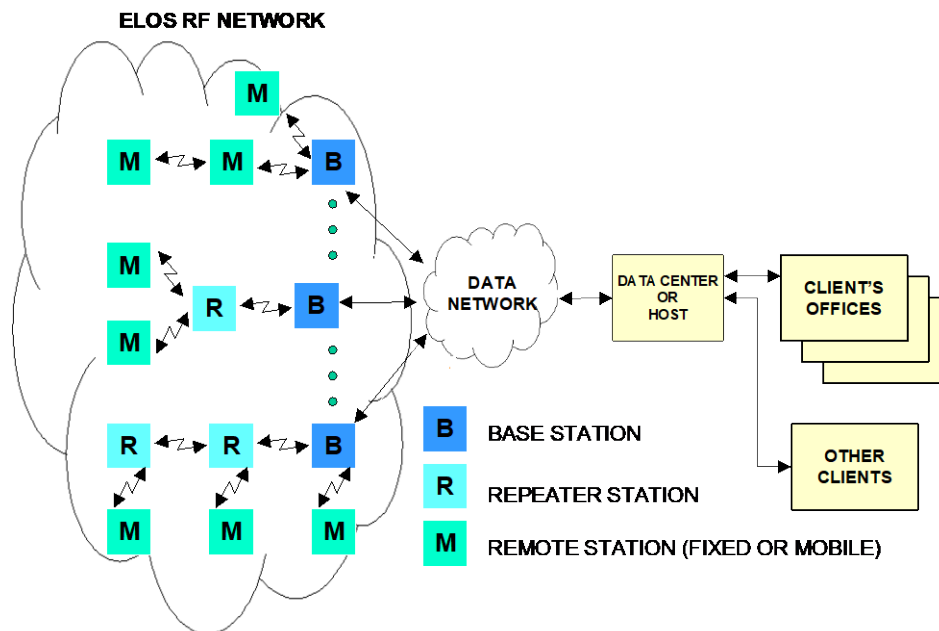 ELOS RF NETWORK
M
M
M
B
M
R
B
M
DATA
NETWORK
DATA CENTER
OR
HOST
CLIENT'S
OFFICES
R
R
B
M
M
M
B
BASE STATION
R
REPEATER STATION
M
REMOTE STATION (FIXED OR MOBILE)
OTHER
CLIENTS